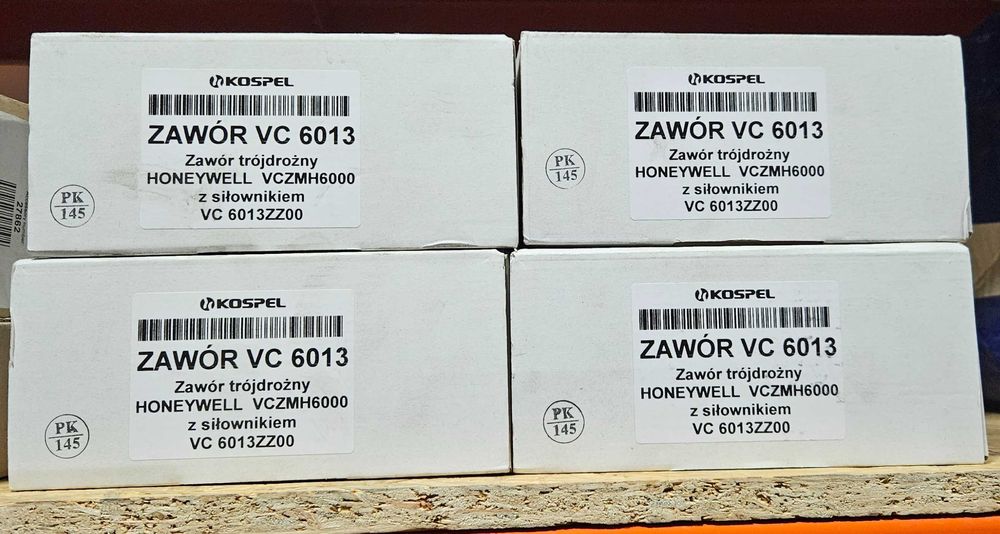 KOSPEL
ZAWÓR VC 6013
Zawór trójdrożny
HONEYWELL VCZMH6000
z siłownikiem
VC 6013ZZ00
PK
145
KOSPEL
ZAWÓR VC 6013
Zawór trójdrożny
HONEYWELL VCZMH6000
z siłownikiem
VC 6013ZZ00
PK
145
KOSPEL
ZAWÓR VC 6013
Zawór trójdrożny
HONEYWELL VCZMH6000
z siłownikiem
VC 6013ZZ00
PK
145
KOSPEL
ZAWÓR VC 6013
Zawór trójdrożny
HONEYWELL VCZMH6000
z siłownikiem
VC 6013ZZ00
PK
145
27862